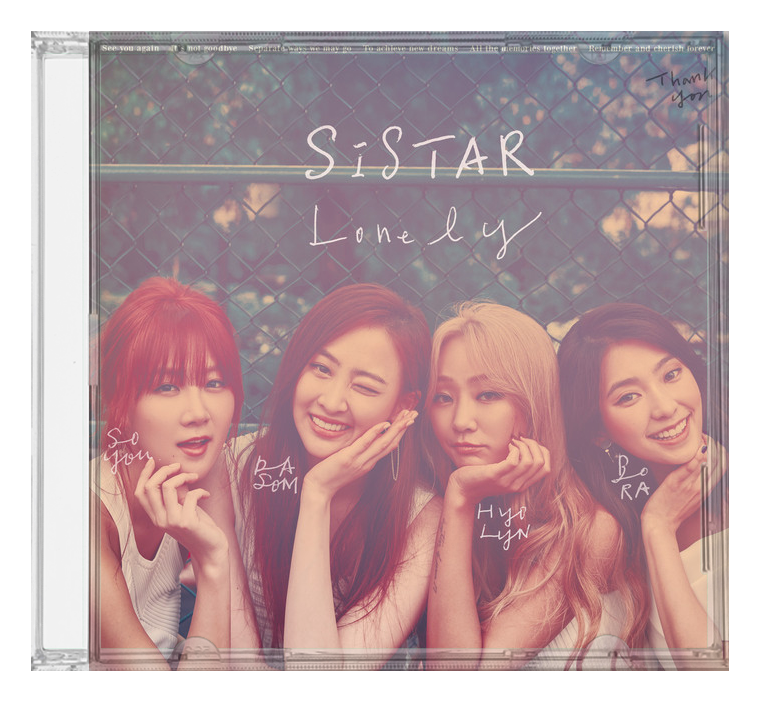 See you again It's not goodbye Separate ways we may go To achieve new dreams All the memories together Remember and cherish forever
Thank
you
SiSTAR
Lonely
SO
you
DA
SOM
HyO
LyN
BO
RA